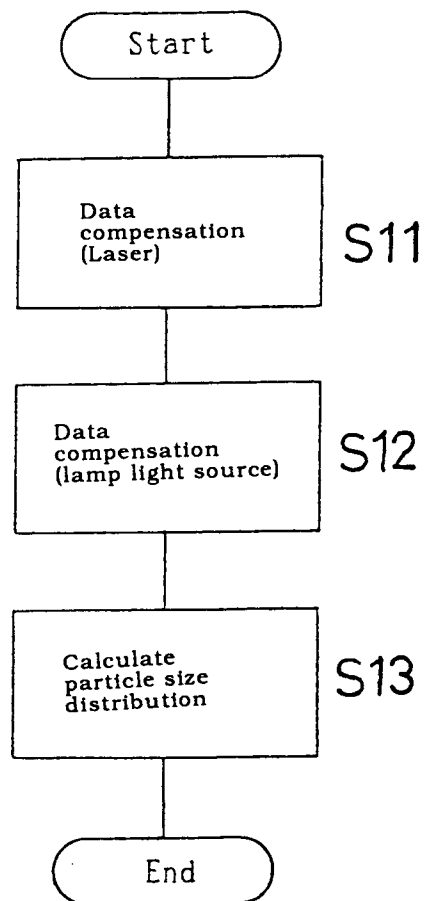 Start
Data
compensation
(Laser)
S11
Data
compensation
(lamp light source)
S12
Calculate
particle size
distribution
S13
End